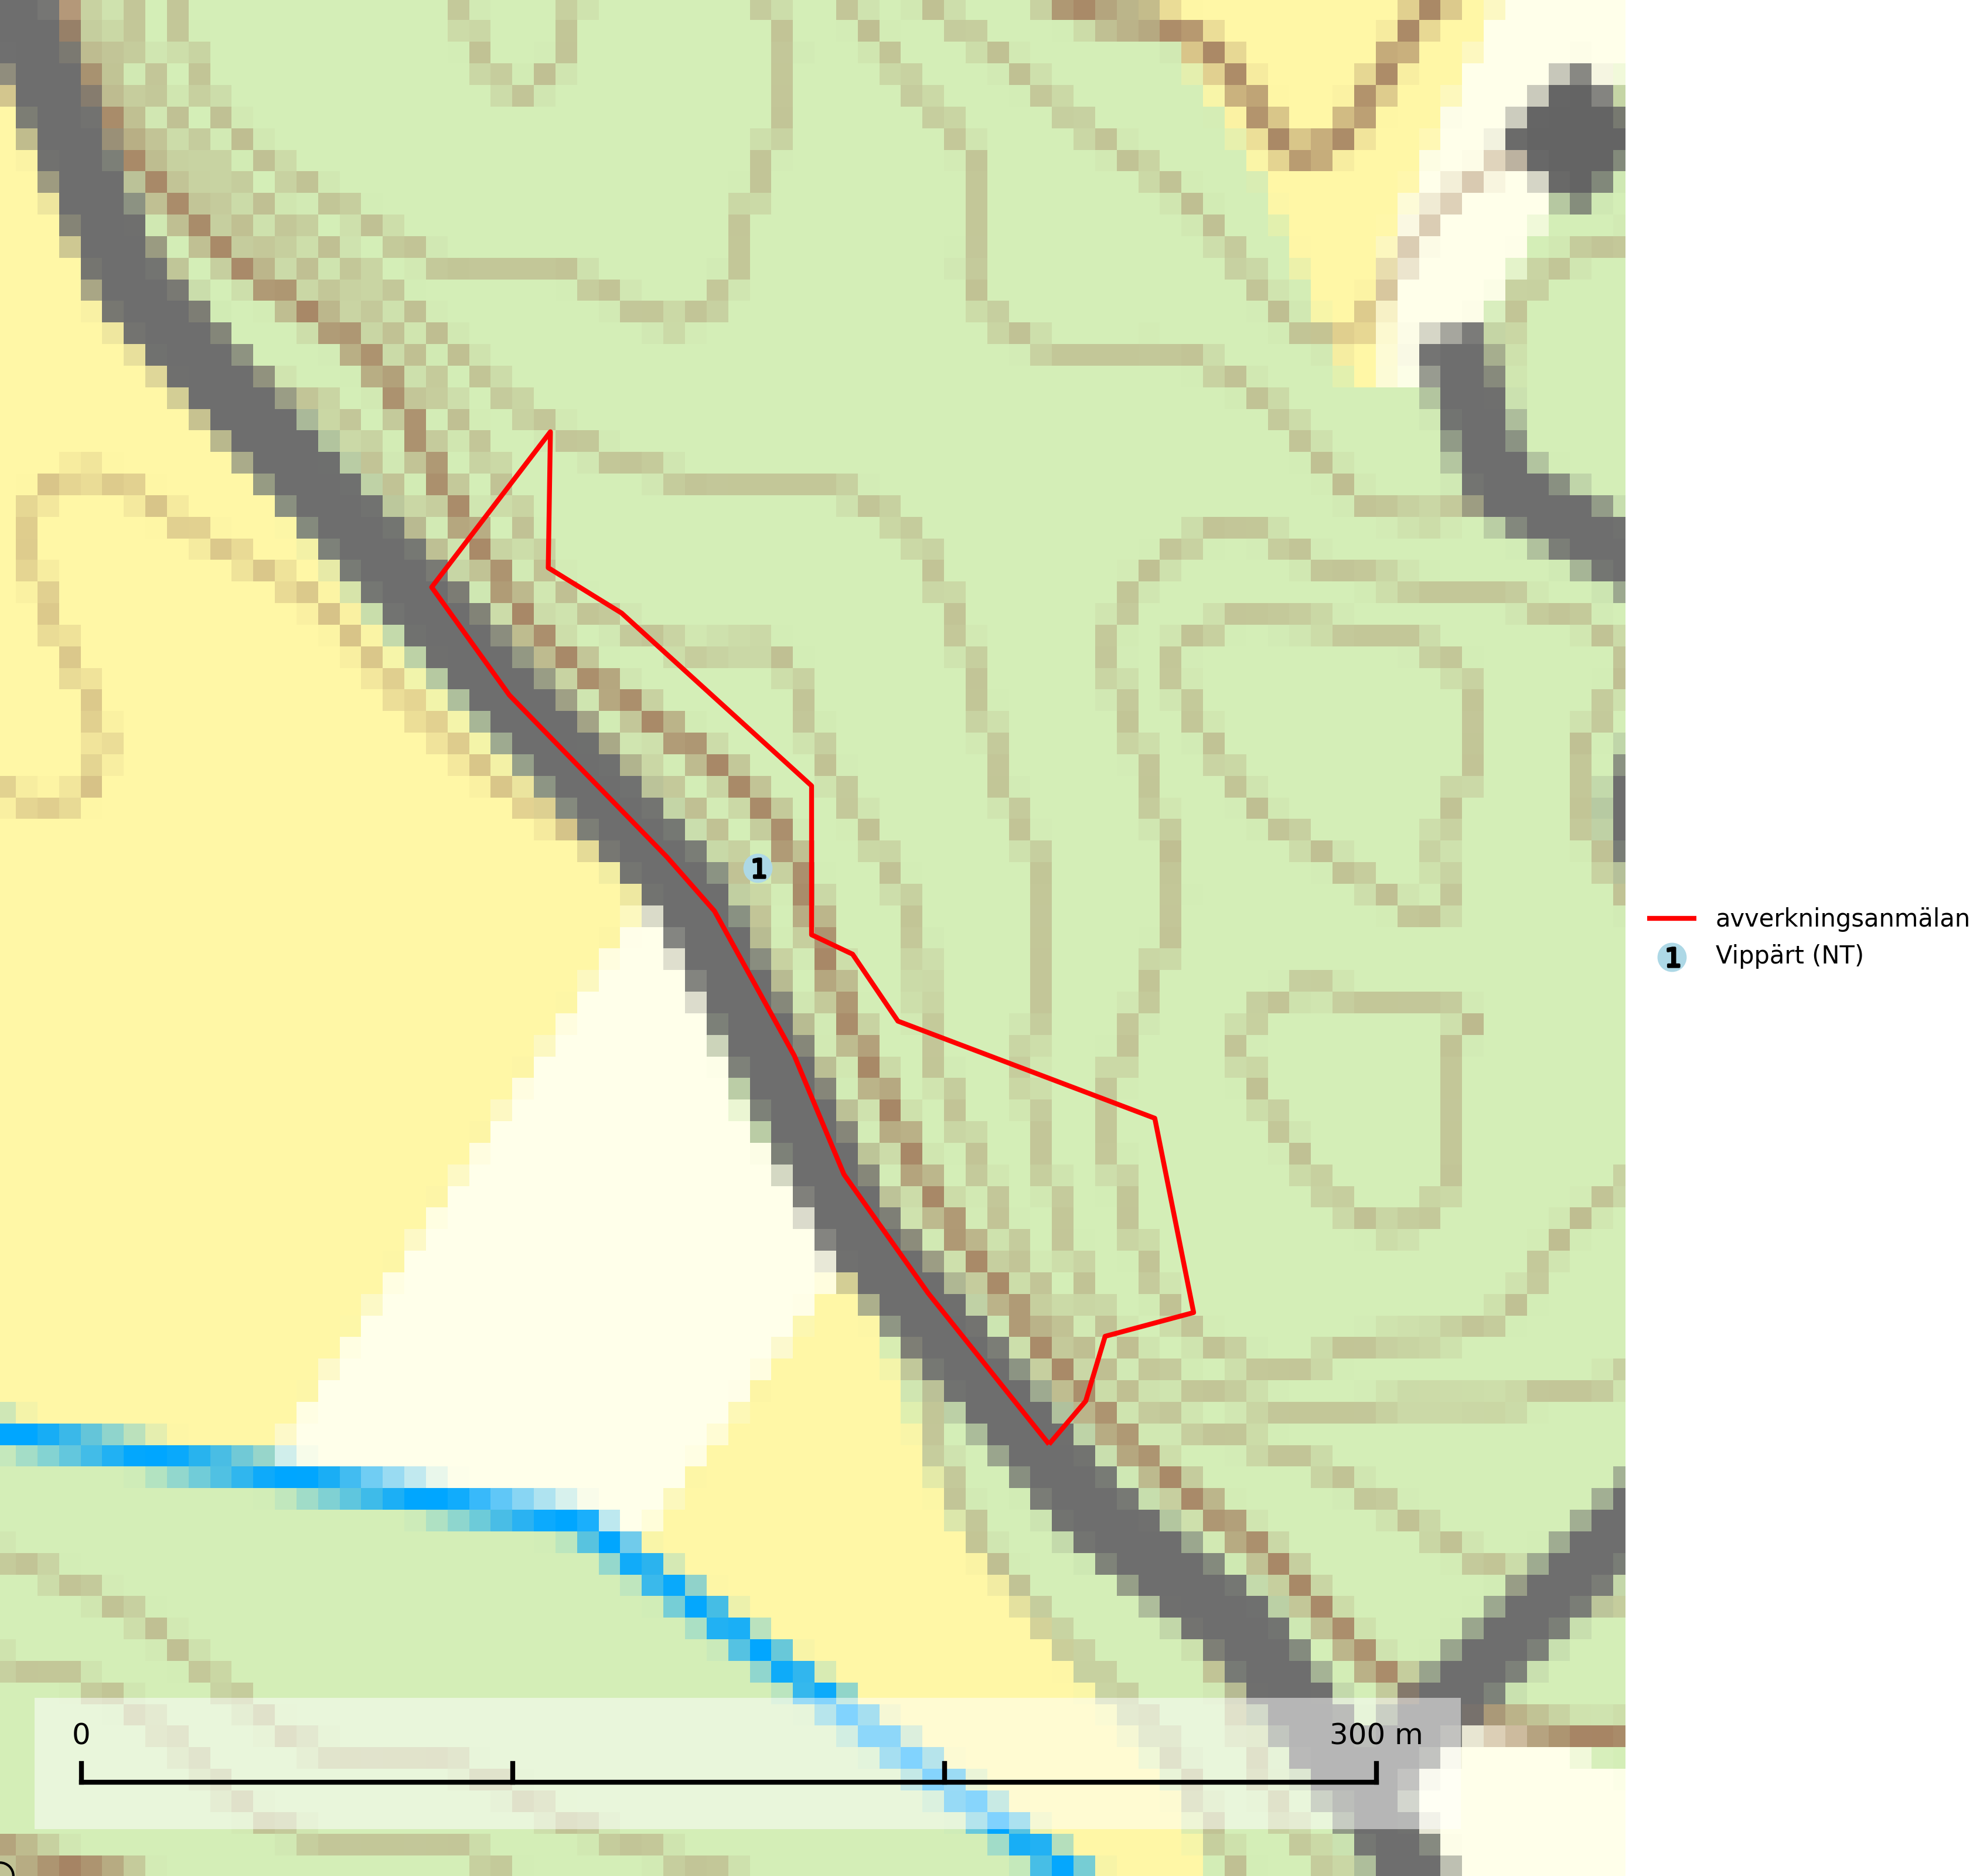 1
avverkningsanmälan
1 Vippärt (NT)
0 300 m